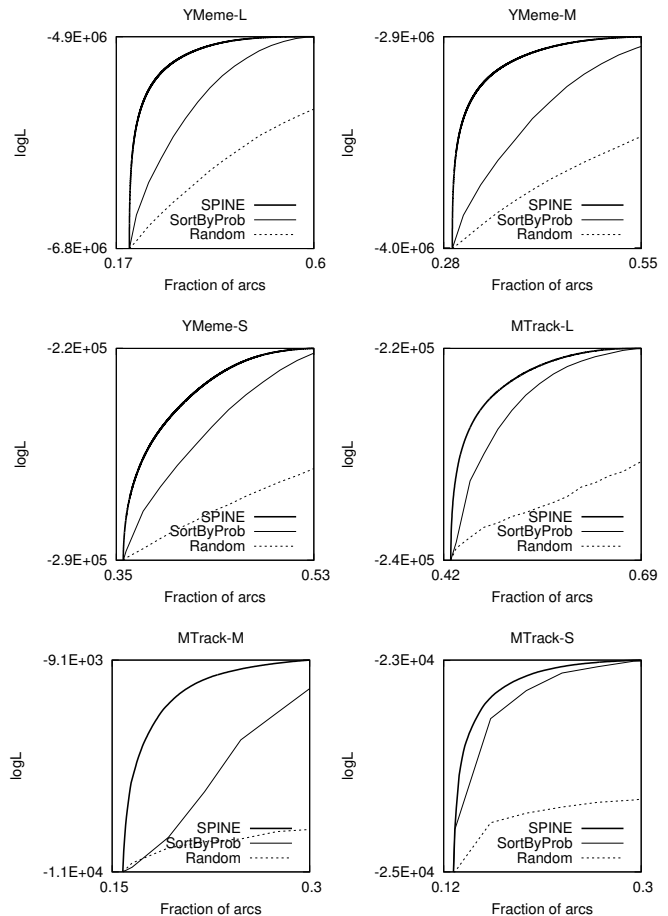 YMeme-L
-4.9E+06
logL
SPINE
SortByProb
Random
-6.8E+06
0.17 0.6
Fraction of arcs
YMeme-M
-2.9E+06
logL
SPINE
SortByProb
Random
-4.0E+06
0.28 0.55
Fraction of arcs
YMeme-S
-2.2E+05
logL
SPINE
SortByProb
Random
-2.9E+05
0.35 0.53
Fraction of arcs
MTrack-L
-2.2E+05
logL
SPINE
SortByProb
Random
-2.4E+05
0.42 0.69
Fraction of arcs
MTrack-M
-9.1E+03
logL
SPINE
SortByProb
Random
-1.1E+04
0.15 0.3
Fraction of arcs
MTrack-S
-2.3E+04
logL
SPINE
SortByProb
Random
-2.5E+04
0.12 0.3
Fraction of arcs